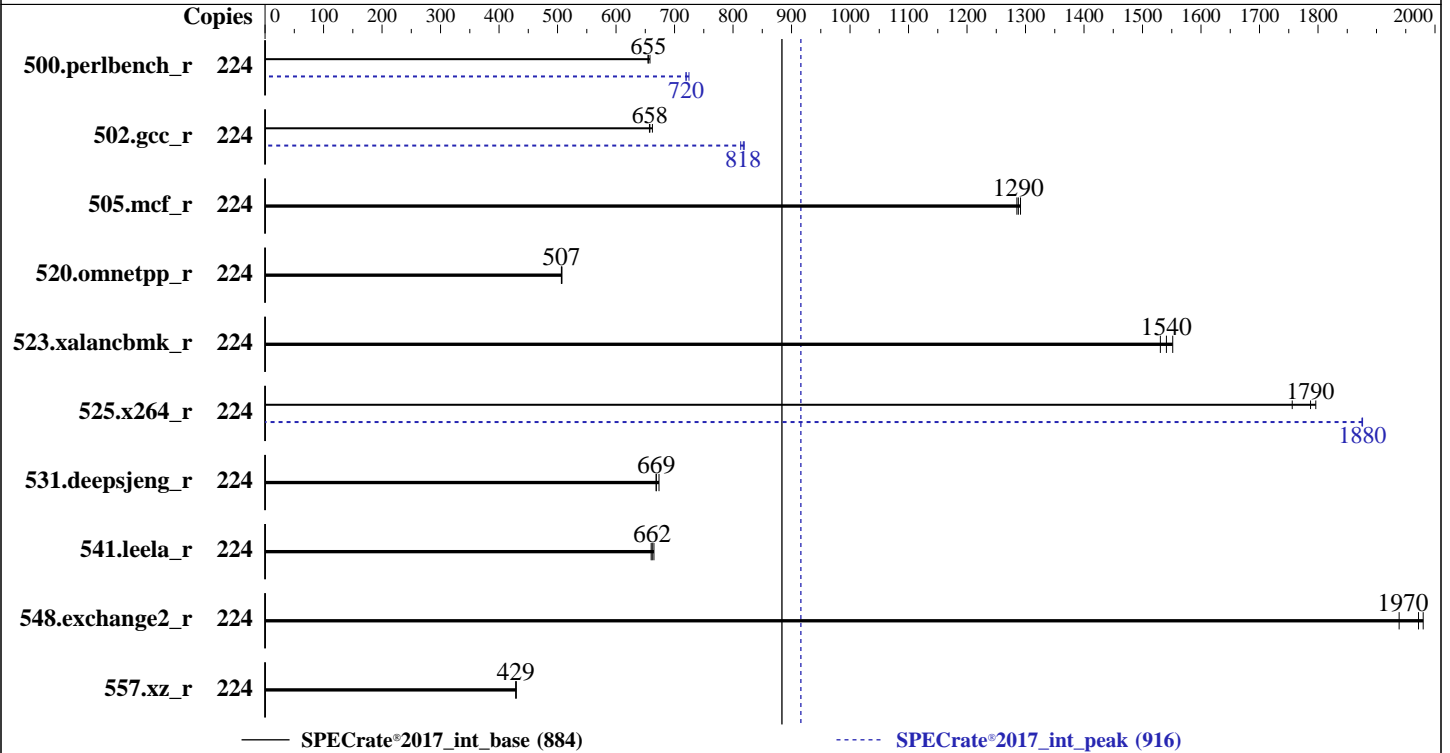 Copies 0 100 200 300 400 500 600 700 800 900 1000 1100 1200 1300 1400 1500 1600 1700 1800 2000
655
500.perlbench_r 224
720
658
502.gcc_r 224
818
1290
505.mcf_r 224
507
520.omnetpp_r 224
1540
523.xalancbmk_r 224
1790
525.x264_r 224
1880
669
531.deepsjeng_r 224
662
541.leela_r 224
1970
548.exchange2_r 224
429
557.xz_r 224
SPECrate®2017_int_base (884) SPECrate®2017_int_peak (916)